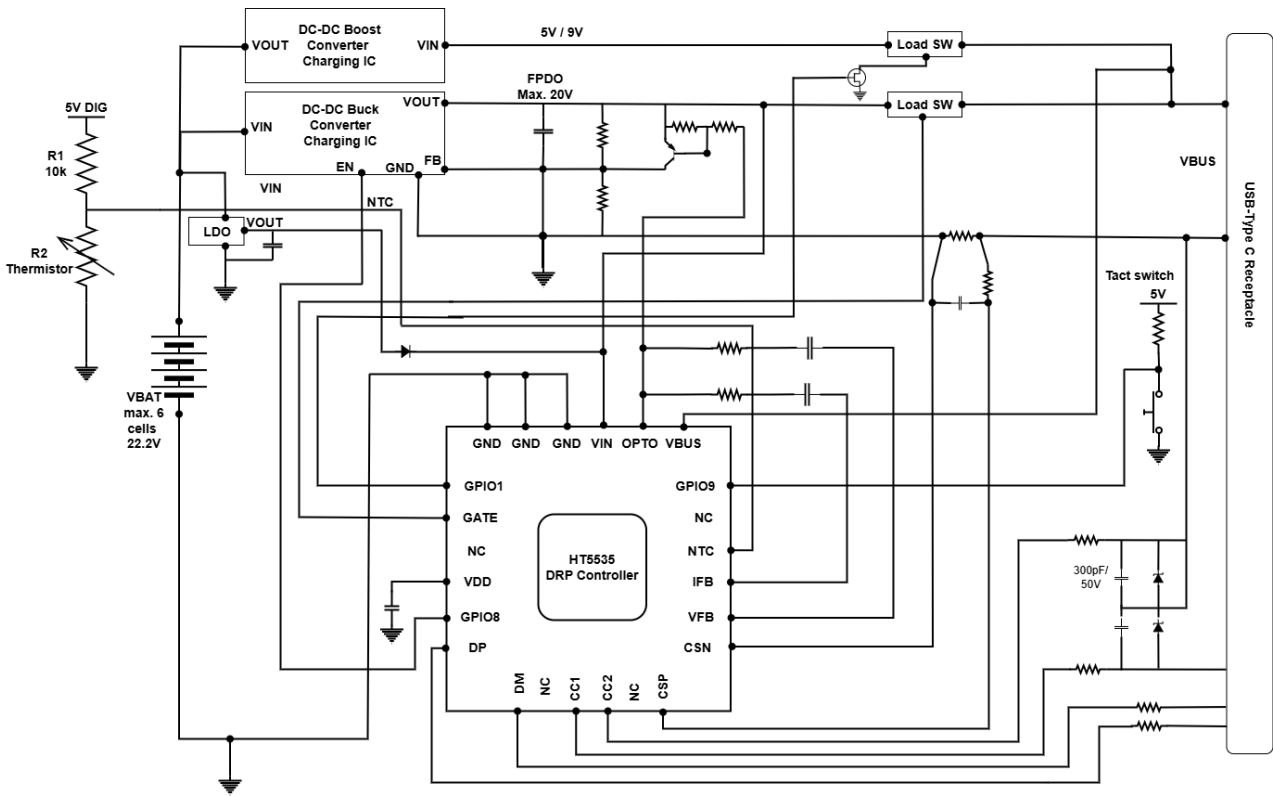 DC-DC Boost
Converter
Charging IC
VOUT
VIN
5V / 9V
Load SW
DC-DC Buck
Converter
Charging IC
VOUT
VIN
EN
GND
FB
FPDO
Max. 20V
Load SW
5V DIG
R1
10k
VIN
NTC
VBUS
LDO
VOUT
R2
Thermistor
Tact switch
5V
USB-Type C Receptacle
VBAT
max. 6
cells
22.2V
GND
GND
GND
VIN
OPTO
VBUS
GPIO1
GPIO9
GATE
NC
NC
NTC
HT5535
DRP Controller
VDD
IFB
GPIO8
VFB
DP
CSN
DM
NC
CC1
CC2
NC
CSP
300pF/
50V